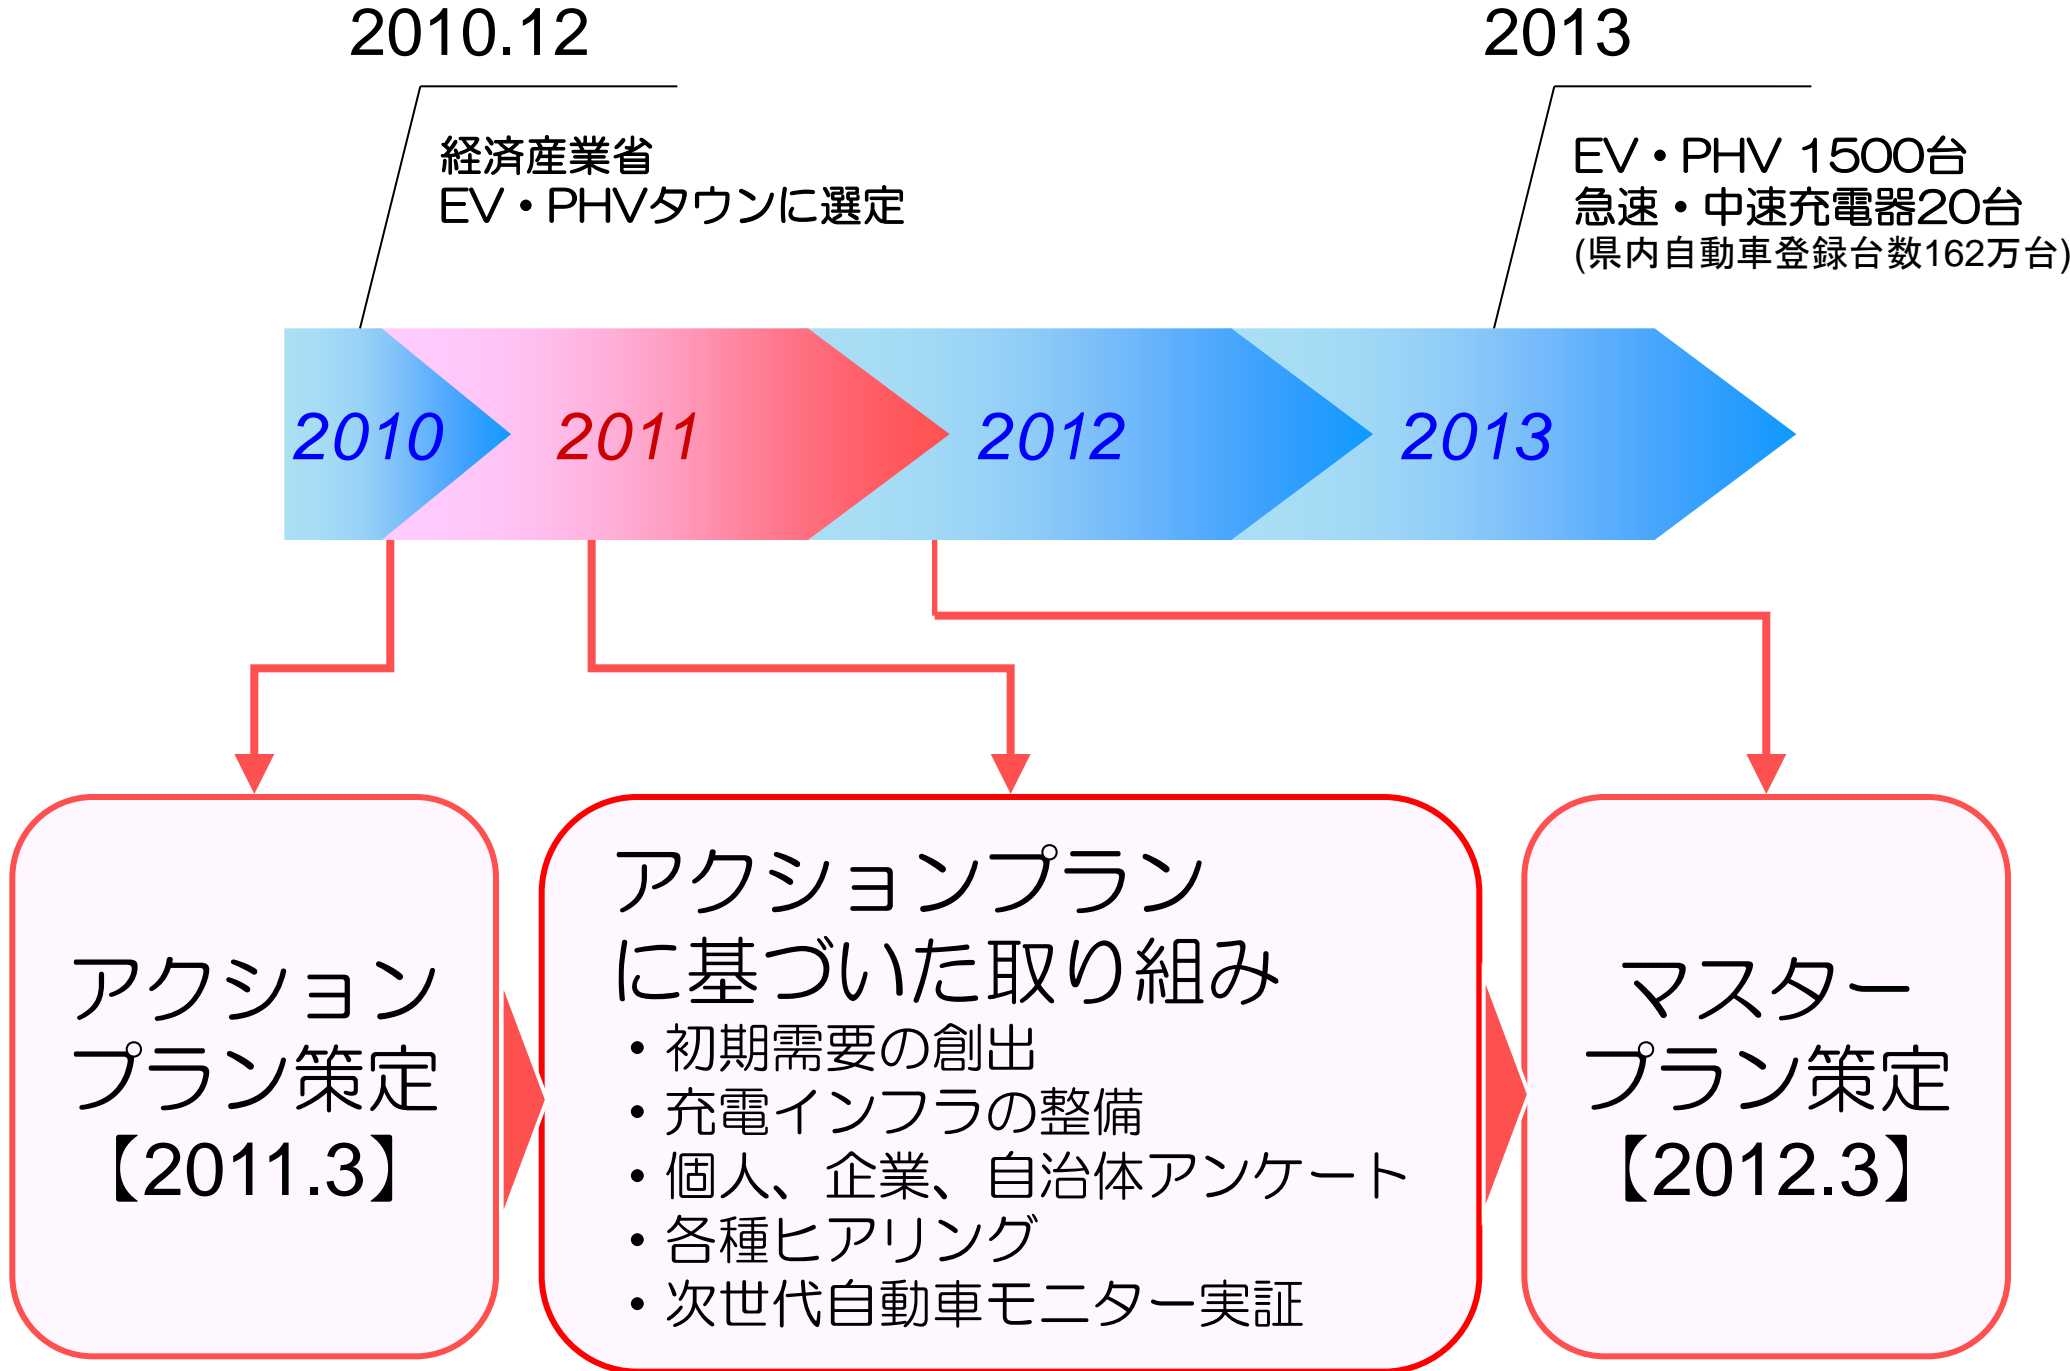 2010.12
経済産業省
EV・PHVタウンに選定
2013
EV・PHV 1500台
急速・中速充電器20台
(県内自動車登録台数162万台)
2010
2011
2012
2013
アクション
プラン策定
【2011.3】
アクションプラン
に基づいた取り組み
・初期需要の創出
・充電インフラの整備
・個人、企業、自治体アンケート
・各種ヒアリング
・次世代自動車モニター実証
マスター
プラン策定
【2012.3】